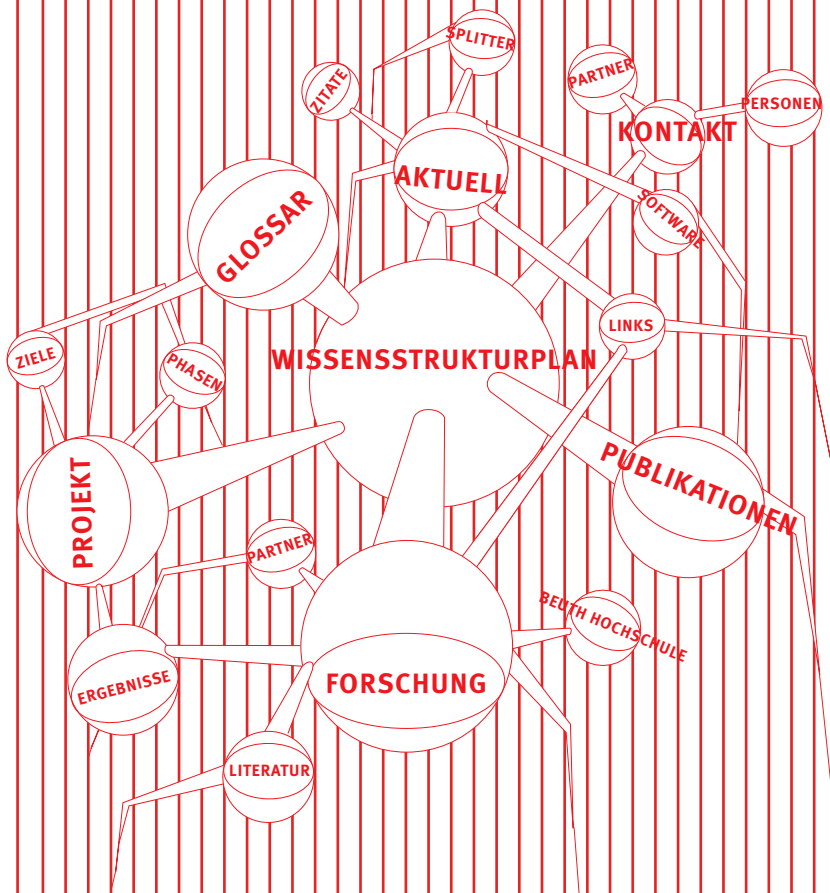 SPLITTER
ZITATE
PARTNER
PERSONEN
KONTAKT
AKTUELL
GLOSSAR
SOFTWARE
LINKS
ZIELE
PHASEN
WISSENSSTRUKTURPLAN
PROJEKT
PUBLIKATIONEN
PARTNER
BEUTH HOCHSCHULE
ERGEBNISSE
FORSCHUNG
LITERATUR